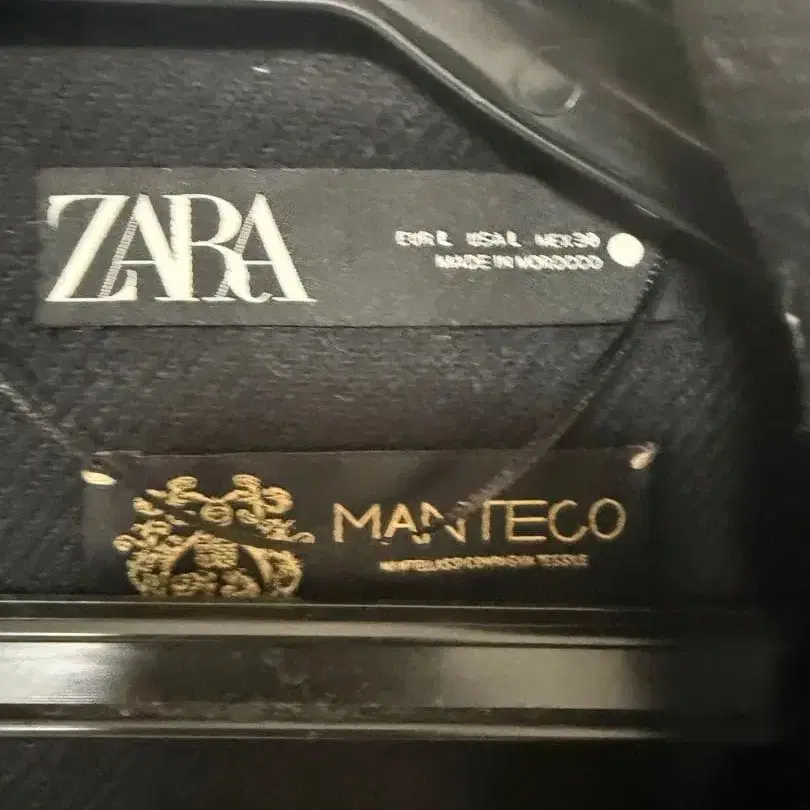 ZARA
EUR L USA L MEX 30
MADE IN MOROCCO
MANTECO